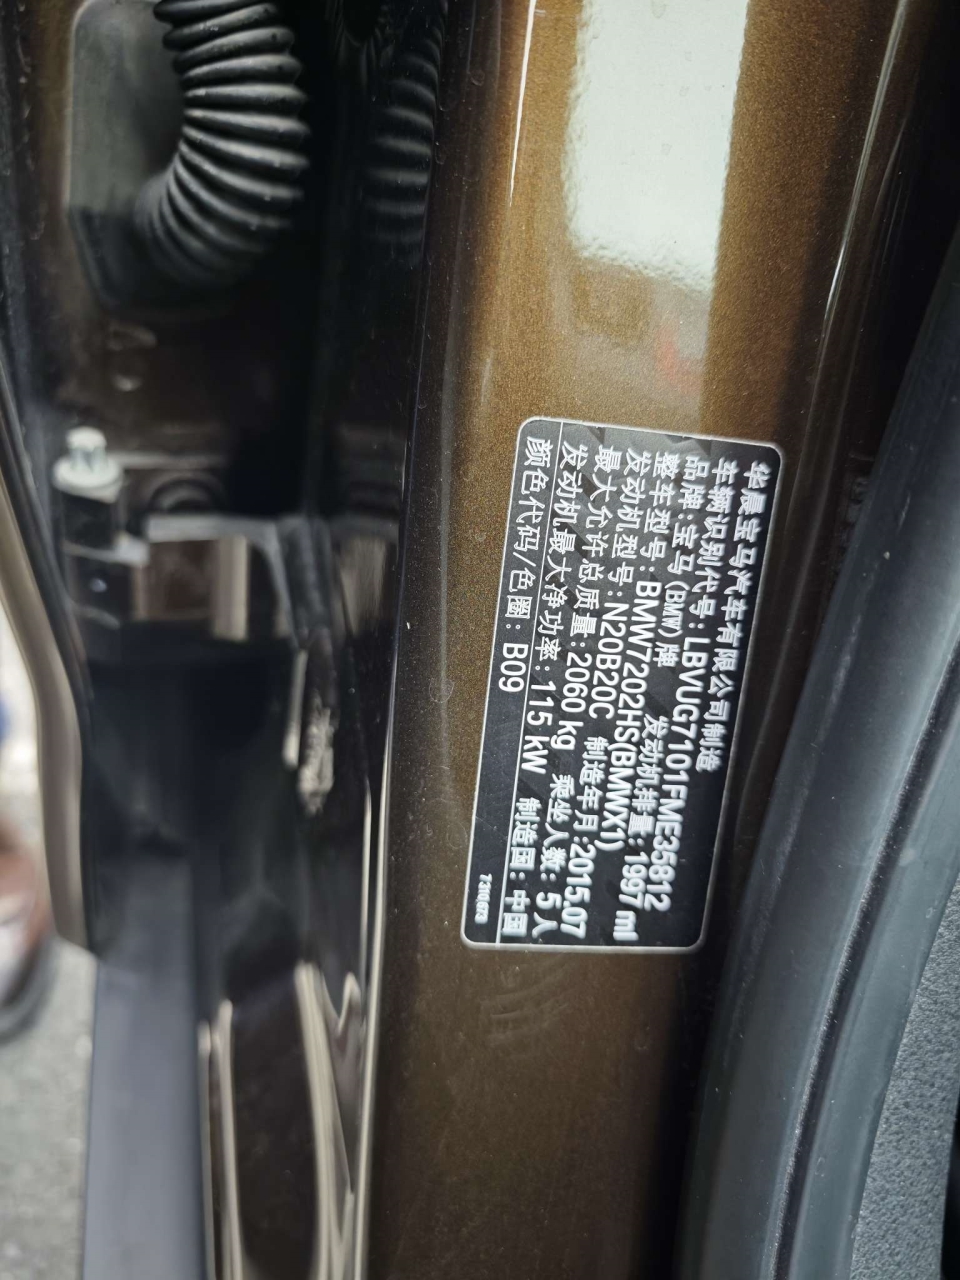 华晨宝马汽车有限公司制造
车辆识别代号:LBVUG7101FME35812
品牌:宝马(BMW)牌 发动机排量:1997 ml
整车型号:BMW7202HS(BMWX1)
发动机型号:N20B20C 制造年月:2015.07
最大允许总质量:2060 kg 乘坐人数:5人
发动机最大净功率:115 kW 制造国:中国
颜色代码/色圈:B09
7310673